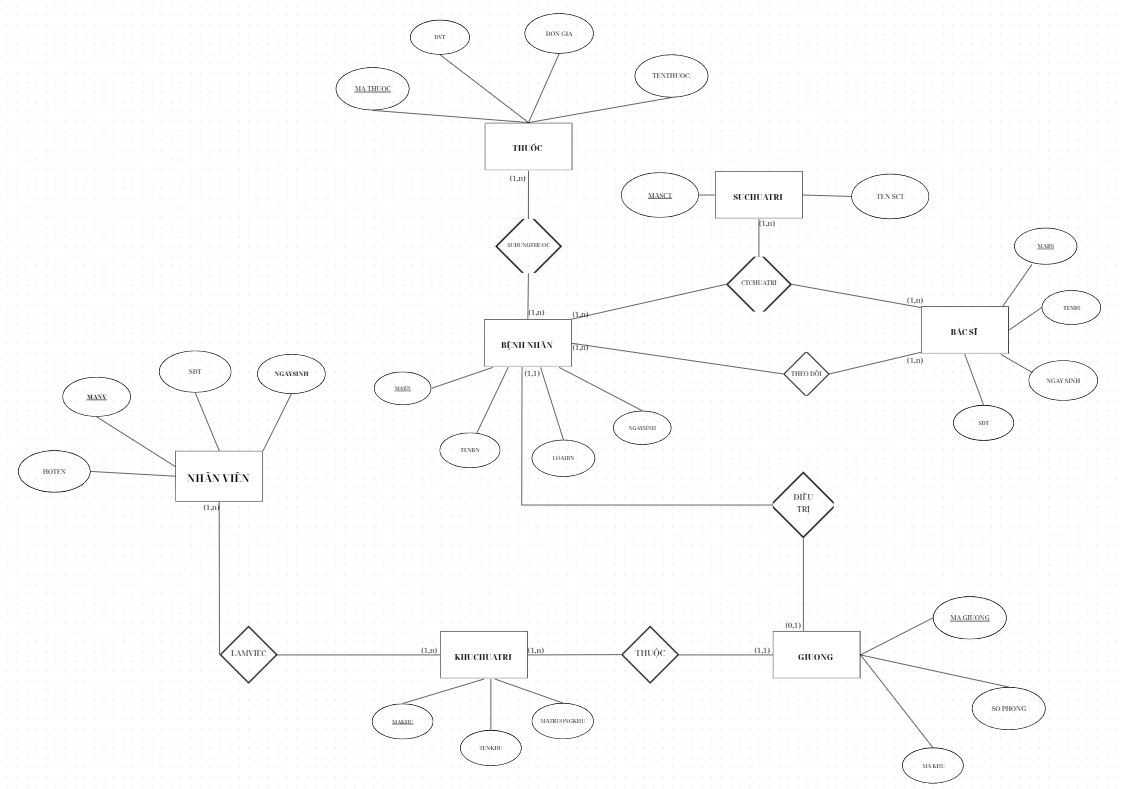 DVT
DON GIA
MA THUOC
TENTHUOC
THUỐC
(1,n)
MASCT
SUCHUATRI
TEN SCT
(1,n)
SUDUNGTHUOC
MABS
CTCHUATRI
TENBS
(1,n)
(1,n)
(1,n)
BÁC SĨ
BỆNH NHÂN
(1,n)
(1,n)
(1,1)
THEO DÕI
NGAY SINH
SĐT
NGAYSINH
MABN
MANV
SĐT
NGAYSINH
TENBN
LOAIBN
HOTEN
NHÂN VIÊN
(1,n)
ĐIỀU
TRỊ
(0,1)
MA GIUONG
LAMVIEC
(1,n)
KHUCHUATRI
(1,n)
THUỘC
(1,1)
GIUONG
MAKHU
MATRUONGKHU
SO PHONG
TENKHU
MA KHU